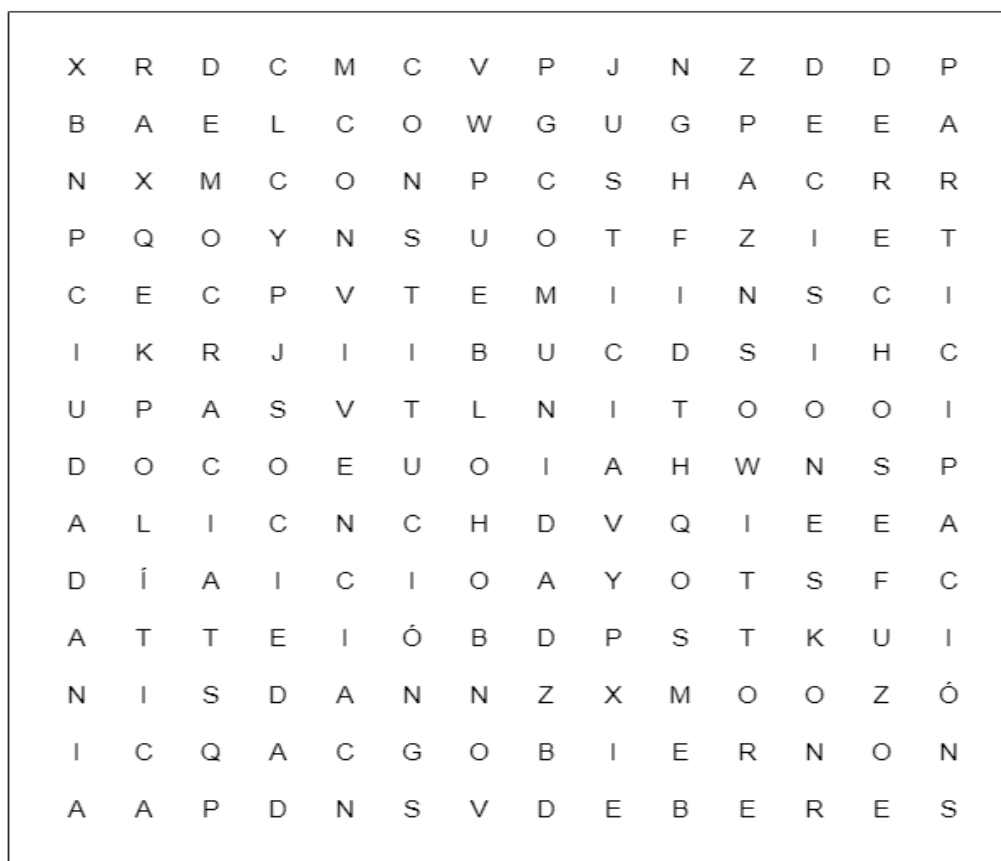 X R D C M C V P J N Z D D P
B A E L C O W G U G P E E A
N X M C O N P C S H A C R R
P Q O Y N S U O T F Z I E T
C E C P V T E M I I N S C I
I K R J I I B U C D S I H C
U P A S V T L N I T O O O I
D O C O E U O I A H W N S P
A L I C N C H D V Q I E E A
D Í A I C I O A Y O T S F C
A T T E I Ó B D P S T K U I
N I S D A N N Z X M O O Z Ó
I C Q A C G O B I E R N O N
A A P D N S V D E B E R E S